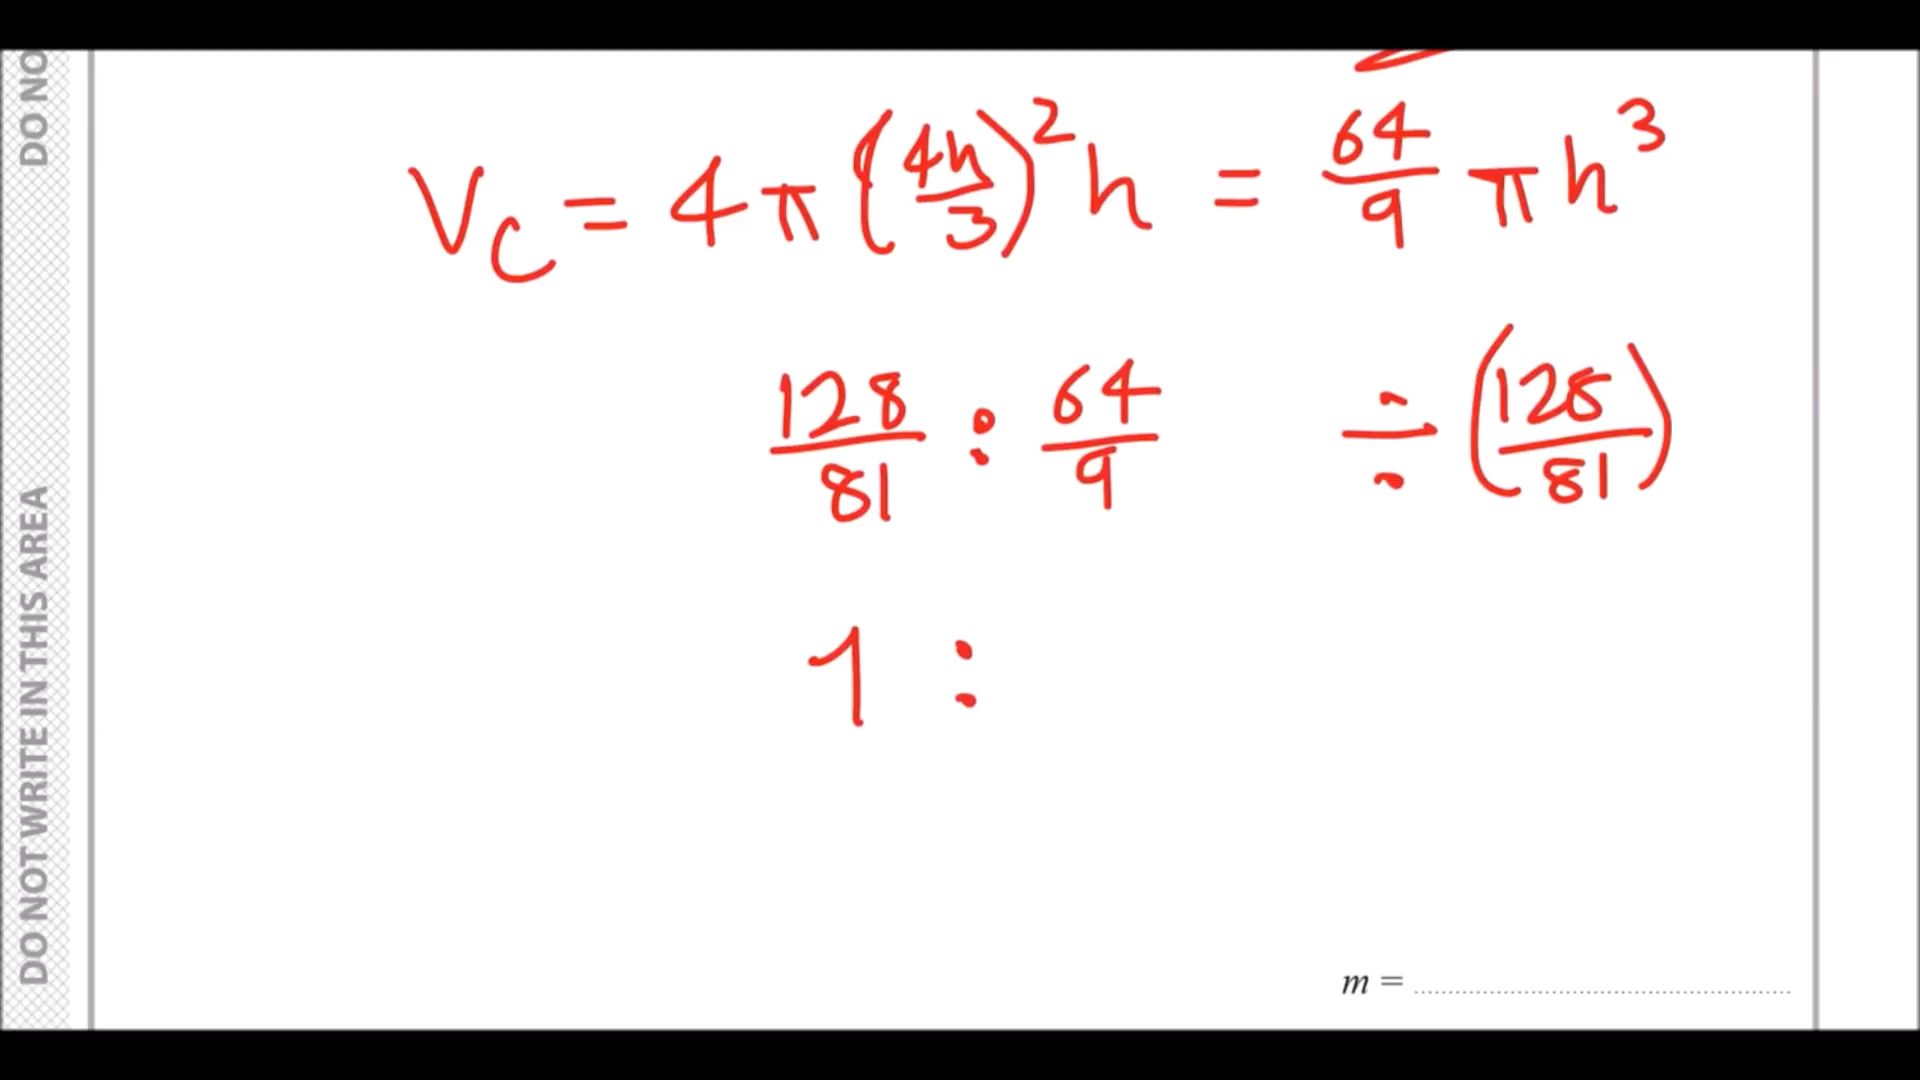 V_C = 4π(4h/3)²h = 64/9 πh³
128/81 : 64/9 ÷ (128/81)
1 :
m = ........................................
DO NO
DO NOT WRITE IN THIS AREA